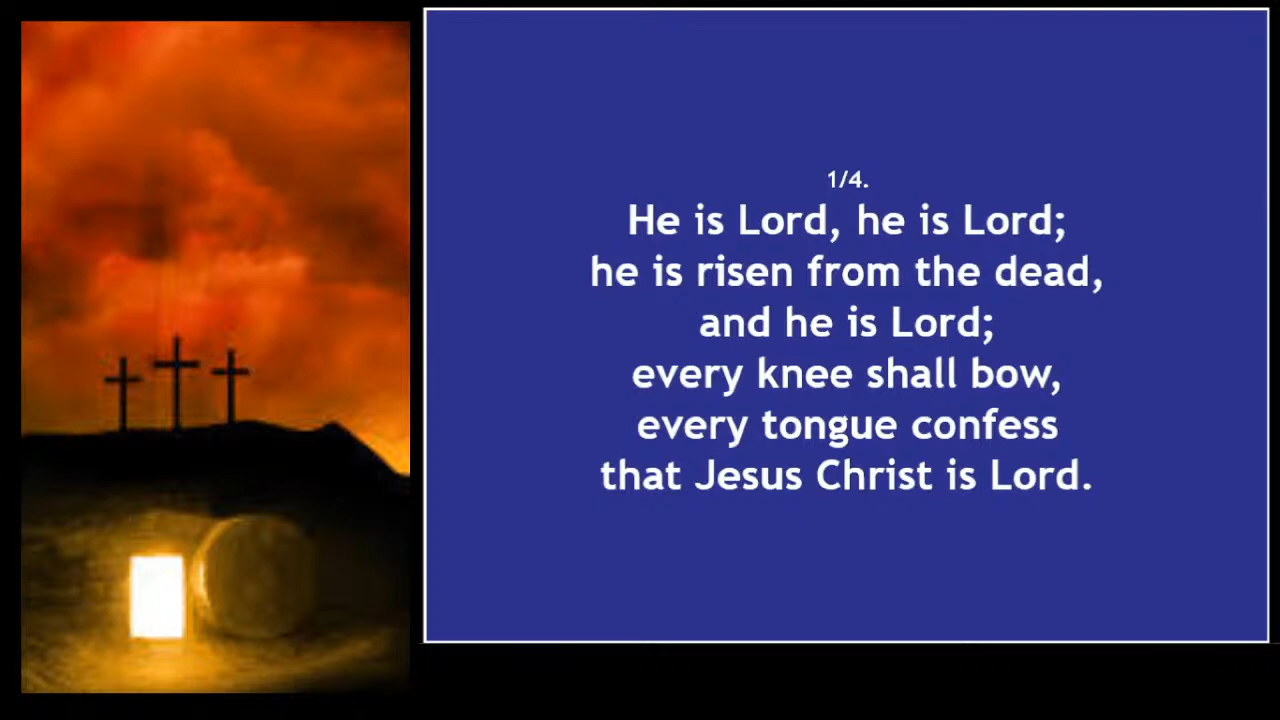 1/4.
He is Lord, he is Lord;
he is risen from the dead,
and he is Lord;
every knee shall bow,
every tongue confess
that Jesus Christ is Lord.